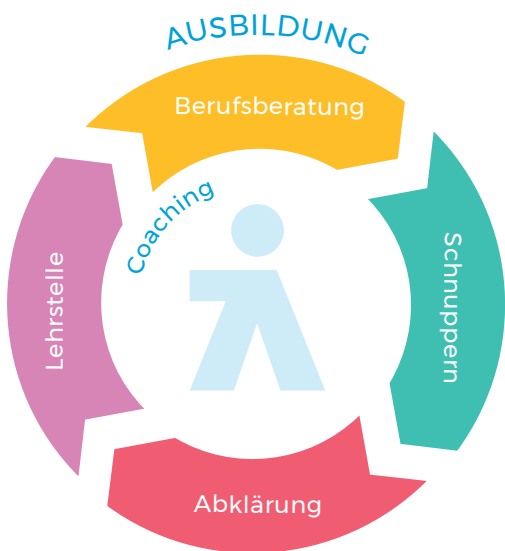 AUSBILDUNG
Berufsberatung
Coaching
Schnuppern
Lehrstelle
Abklärung